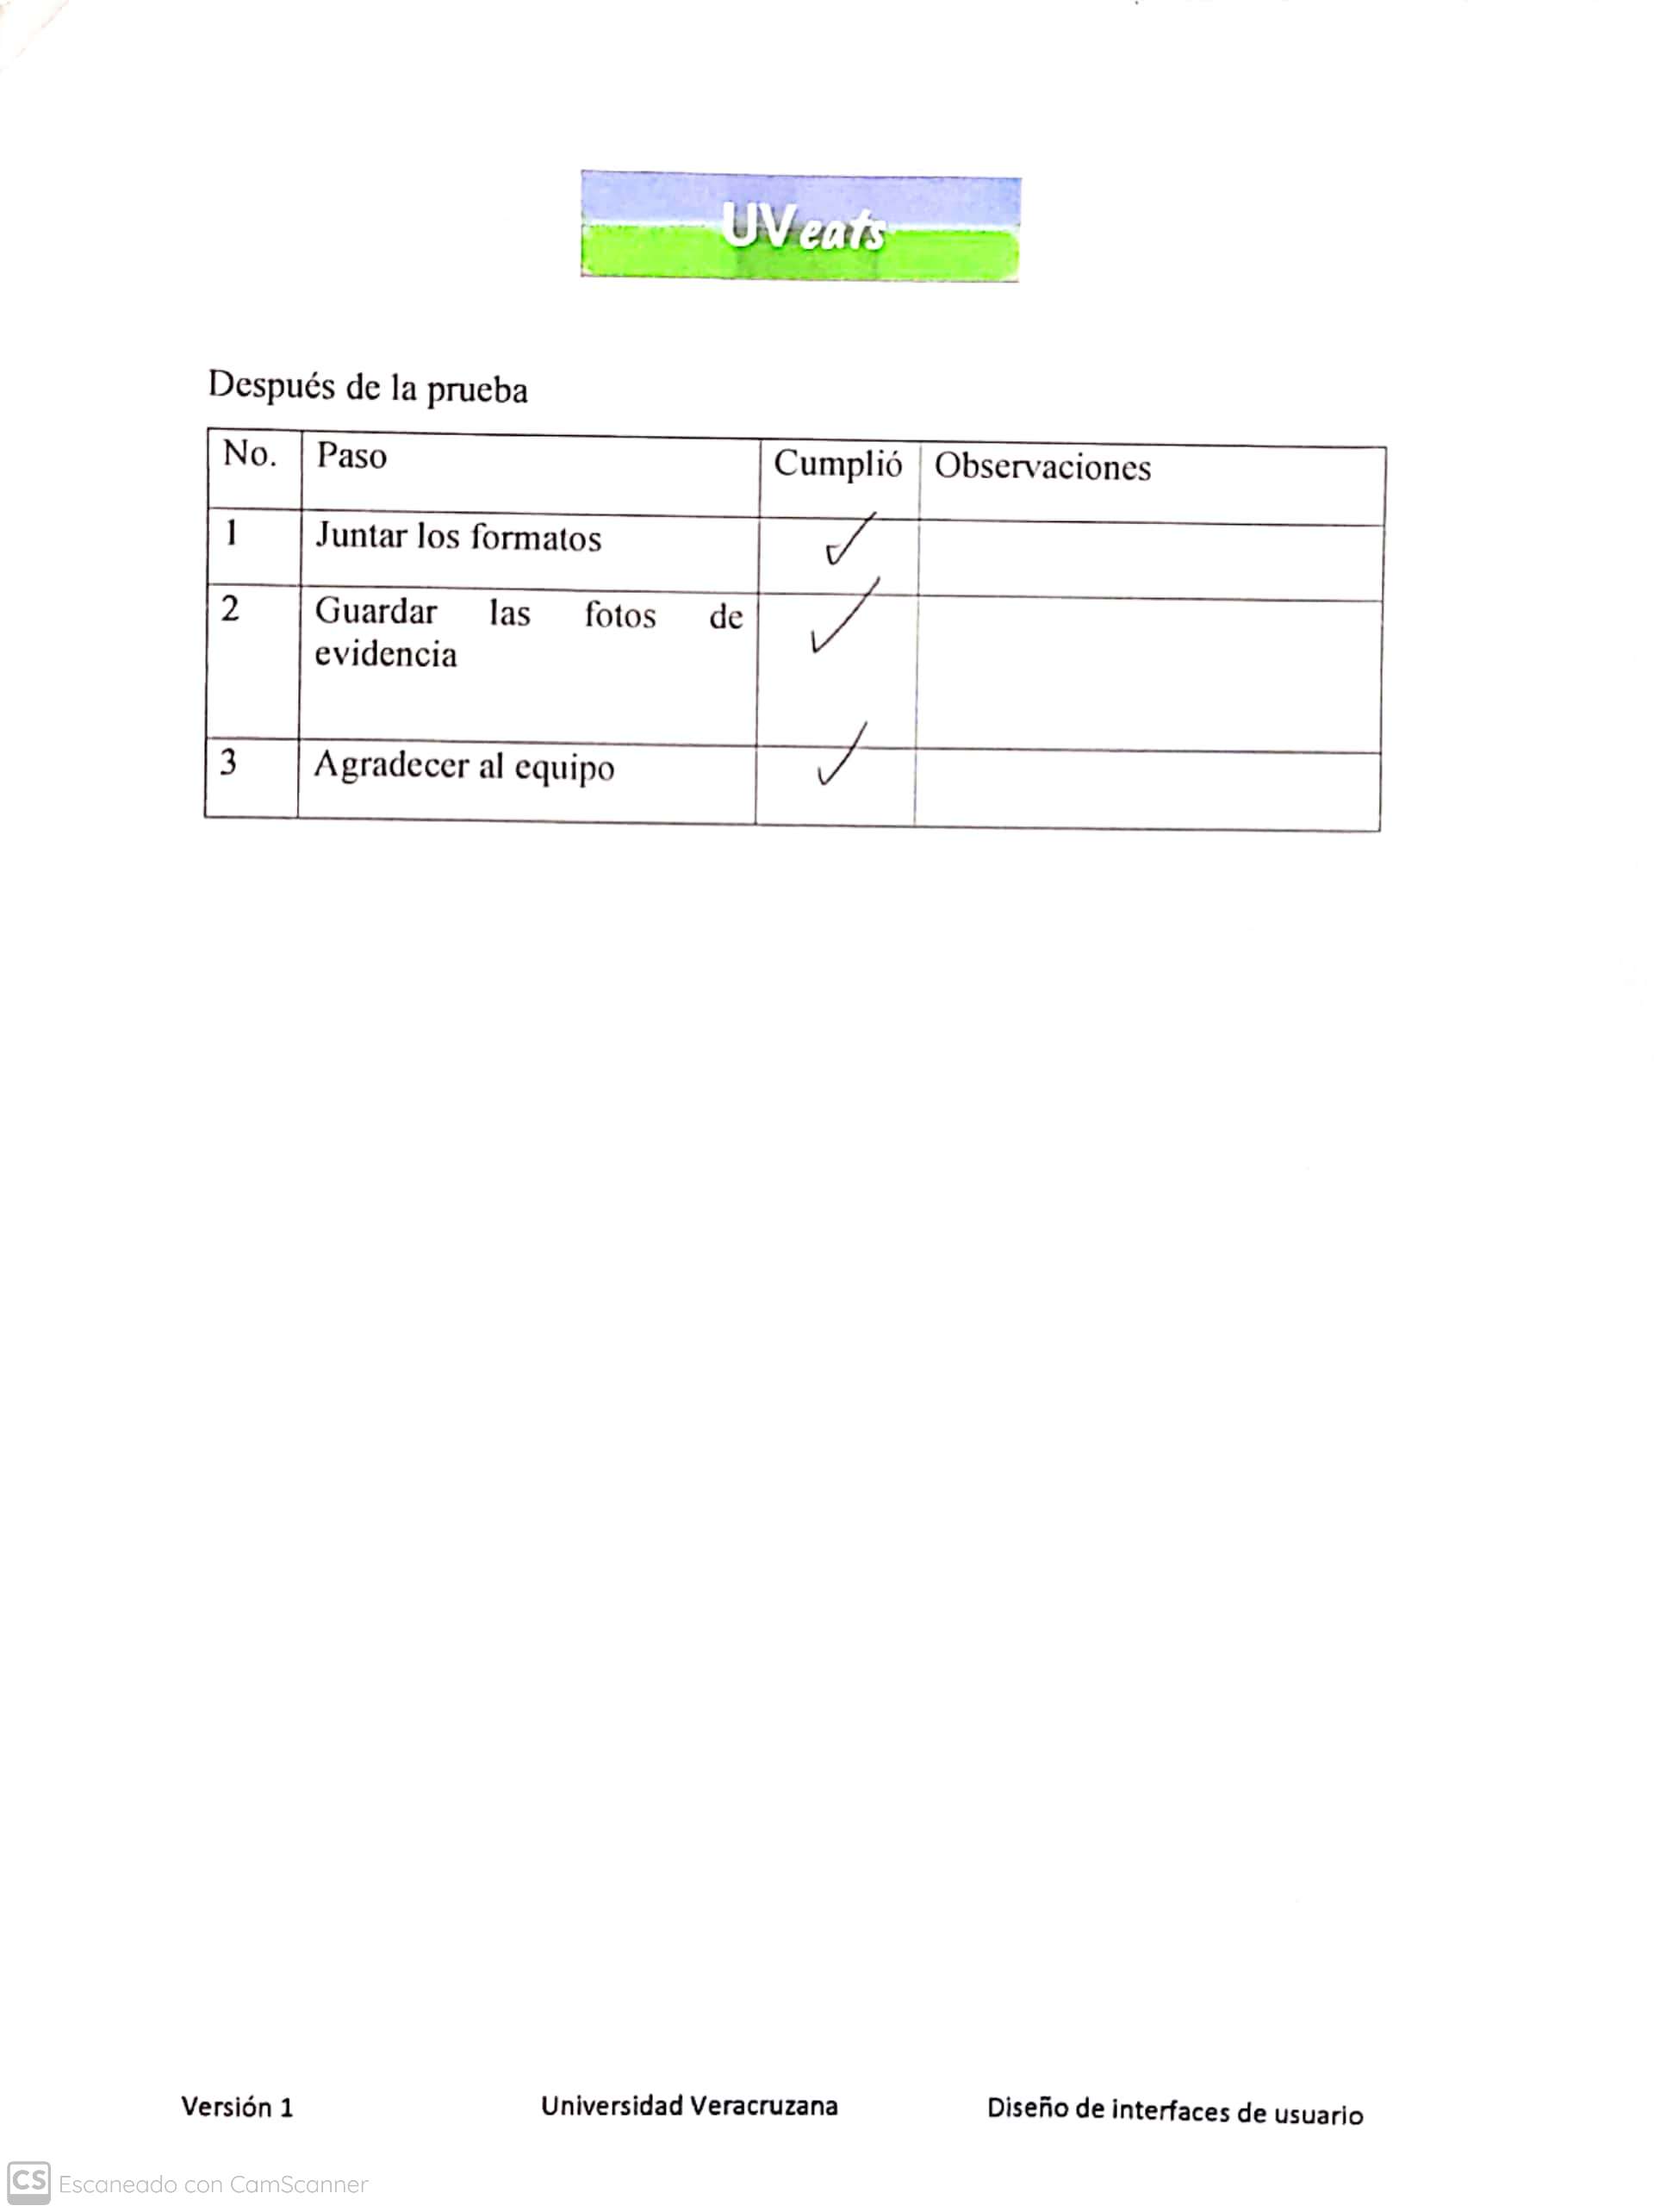 UVeats
Después de la prueba
No. Paso Cumplió Observaciones
1 Juntar los formatos ✓
2 Guardar las fotos de ✓
evidencia
3 Agradecer al equipo ✓
Versión 1 Universidad Veracruzana Diseño de interfaces de usuario
CS Escaneado con CamScanner